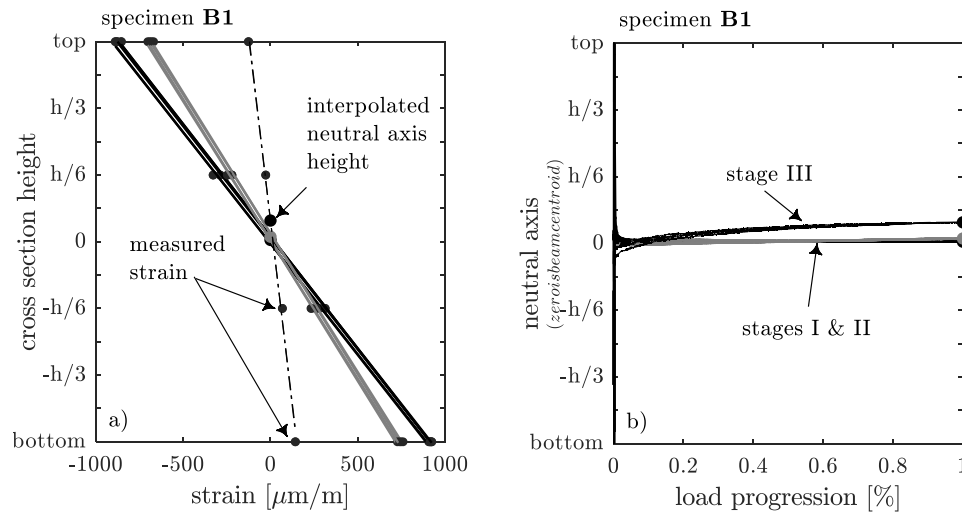 specimen B1
top
h/3
h/6
0
-h/6
-h/3
bottom
cross section height
interpolated
neutral axis
height
measured
strain
a)
-1000
-500
0
500
1000
strain [μm/m]
specimen B1
top
h/3
h/6
0
-h/6
-h/3
bottom
neutral axis
(zeroisbeamcentroid)
stage III
stages I & II
b)
0
0.2
0.4
0.6
0.8
1
load progression [%]